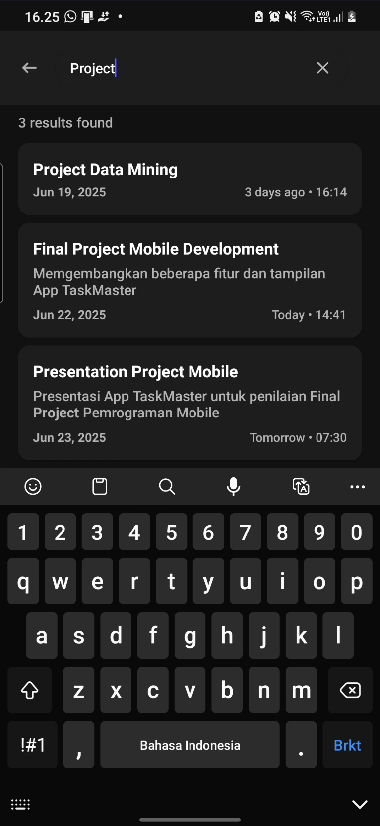 16.25
VoD LTE1
Project
3 results found
Project Data Mining
Jun 19, 2025 3 days ago • 16:14
Final Project Mobile Development
Memgembangkan beberapa fitur dan tampilan
App TaskMaster
Jun 22, 2025 Today • 14:41
Presentation Project Mobile
Presentasi App TaskMaster untuk penilaian Final
Project Pemrograman Mobile
Jun 23, 2025 Tomorrow • 07:30
1 2 3 4 5 6 7 8 9 0
q w e r t y u i o p
a s d f g h j k l
z x c v b n m
!#1 , Bahasa Indonesia . Brkt